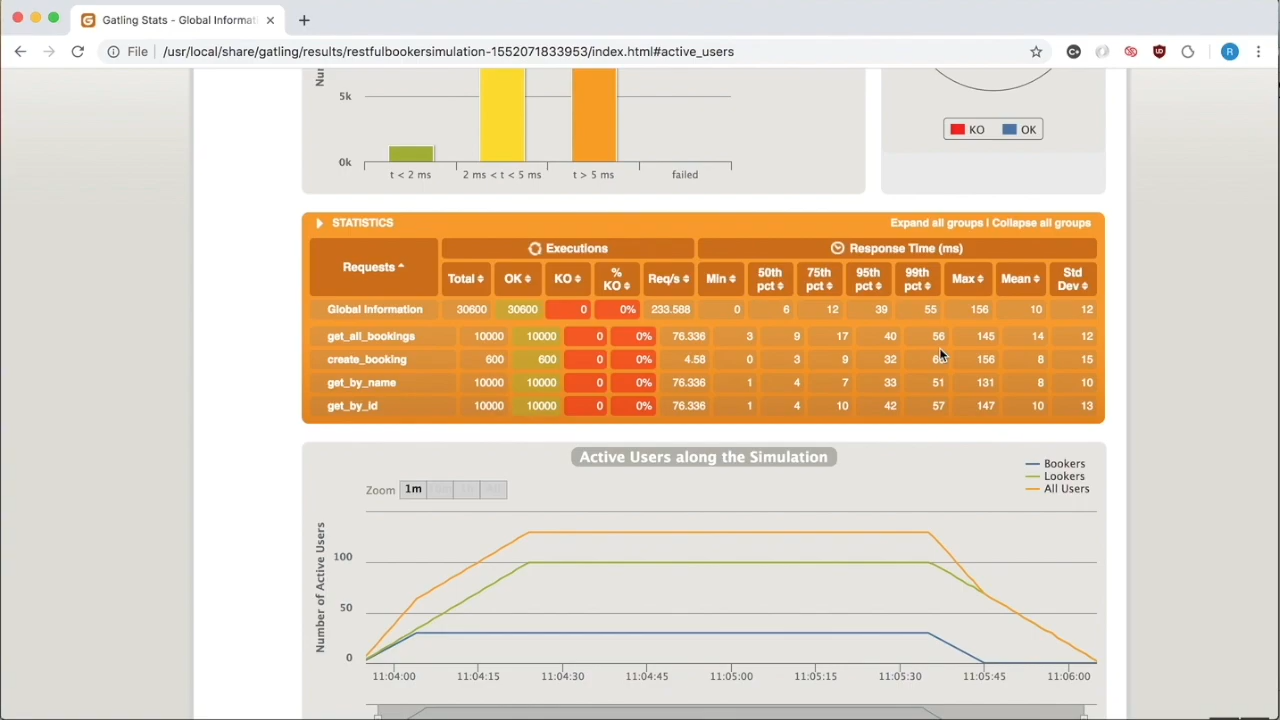 Gatling Stats - Global Informat
File /usr/local/share/gatling/results/restfulbookersimulation-1552071833953/index.html#active_users
R
Nu
5k
0k
t < 2 ms 2 ms < t < 5 ms t > 5 ms failed
KO OK
STATISTICS Expand all groups | Collapse all groups
Requests Executions Response Time (ms)
Total OK KO % KO Req/s Min 50th pct 75th pct 95th pct 99th pct Max Mean Std Dev
Global Information 30600 30600 0 0% 233.588 0 6 12 39 55 156 10 12
get_all_bookings 10000 10000 0 0% 76.336 3 9 17 40 56 145 14 12
create_booking 600 600 0 0% 4.58 0 3 9 32 156 8 15
get_by_name 10000 10000 0 0% 76.336 1 4 7 33 51 131 8 10
get_by_id 10000 10000 0 0% 76.336 1 4 10 42 57 147 10 13
Active Users along the Simulation
Bookers
Lookers
All Users
Zoom 1m
Number of Active Users
100
50
0
11:04:00 11:04:15 11:04:30 11:04:45 11:05:00 11:05:15 11:05:30 11:05:45 11:06:00